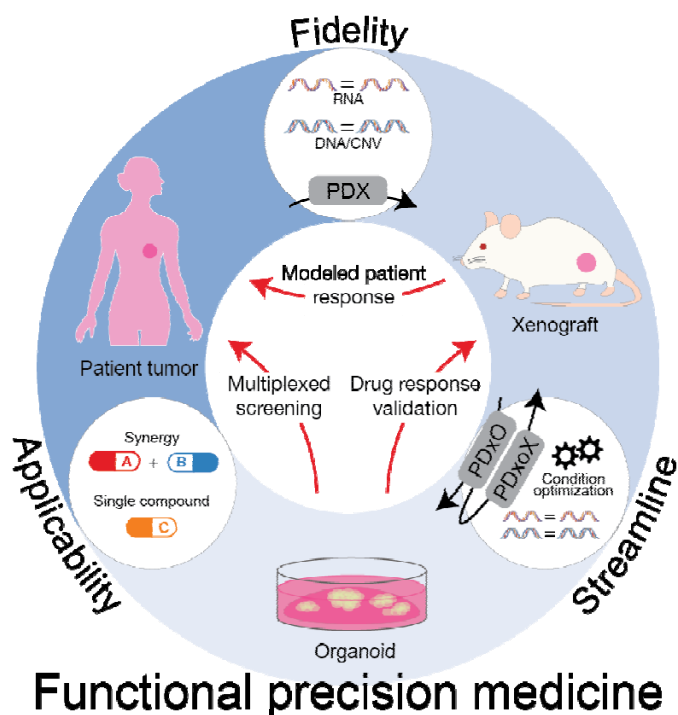 Fidelity
=
RNA
=
DNA/CNV
PDX
Modeled patient
response
Xenograft
Patient tumor
Multiplexed
screening
Drug response
validation
Synergy
A + B
Single compound
C
PDxO
PDxoX
Condition
optimization
=
=
Applicability
Streamline
Organoid
Functional precision medicine